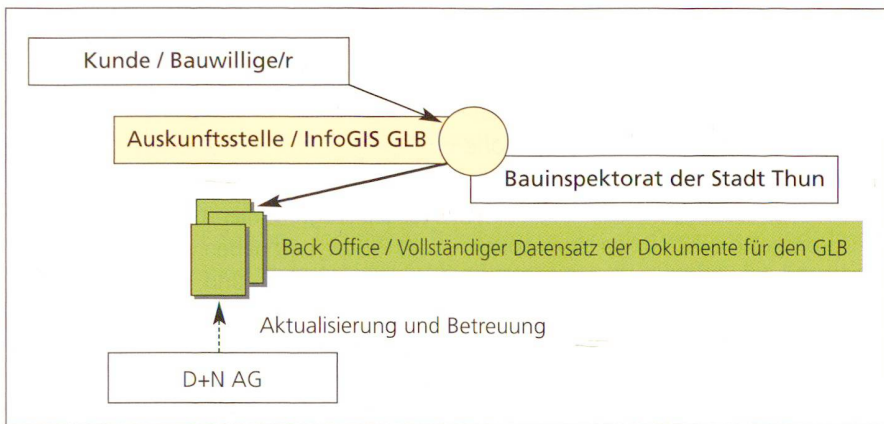 Kunde / Bauwillige/r
Auskunftsstelle / InfoGIS GLB
Bauinspektorat der Stadt Thun
Back Office / Vollständiger Datensatz der Dokumente für den GLB
Aktualisierung und Betreuung
D+N AG